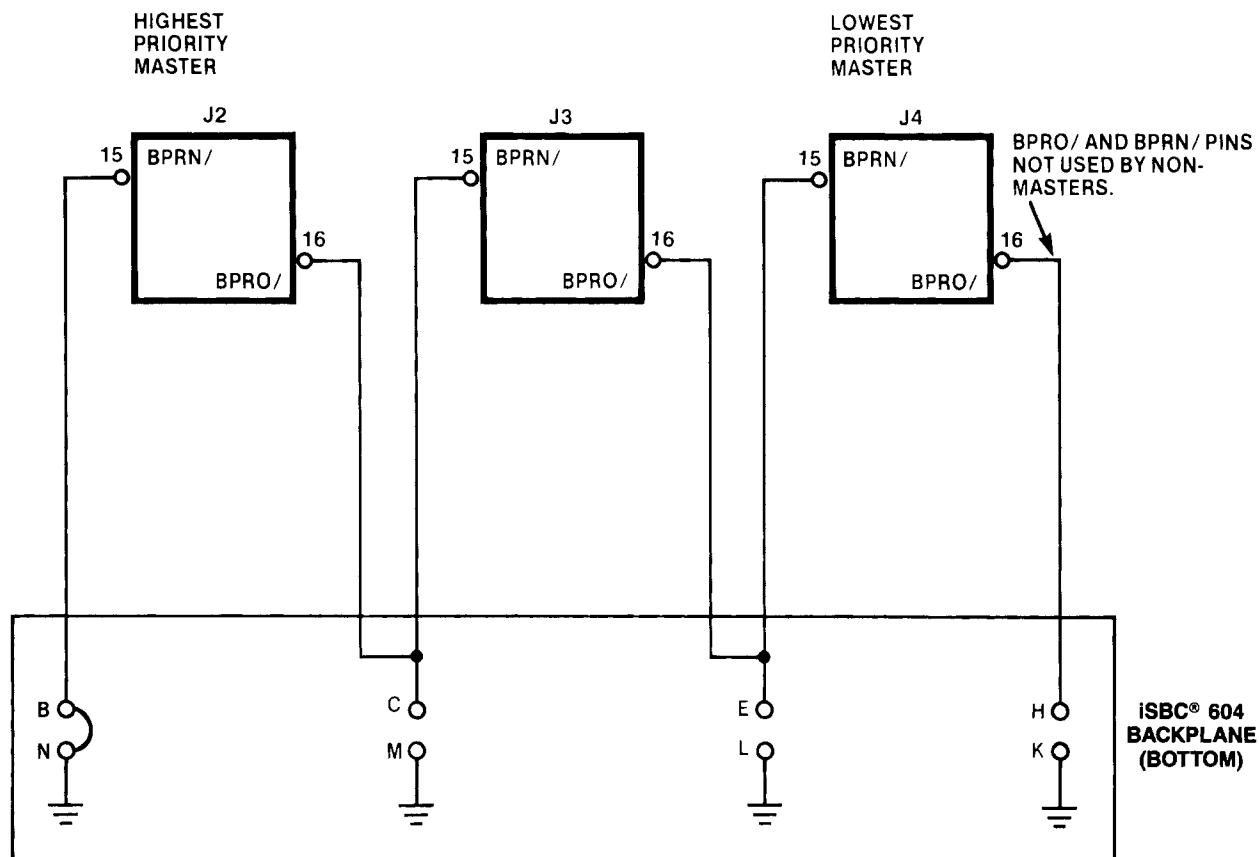 HIGHEST
PRIORITY
MASTER
LOWEST
PRIORITY
MASTER
J2
J3
J4
15
BPRN/
16
BPRO/
15
BPRN/
16
BPRO/
15
BPRN/
16
BPRO/
BPRO/ AND BPRN/ PINS
NOT USED BY NON-
MASTERS.
B
N
C
M
E
L
H
K
iSBC® 604
BACKPLANE
(BOTTOM)